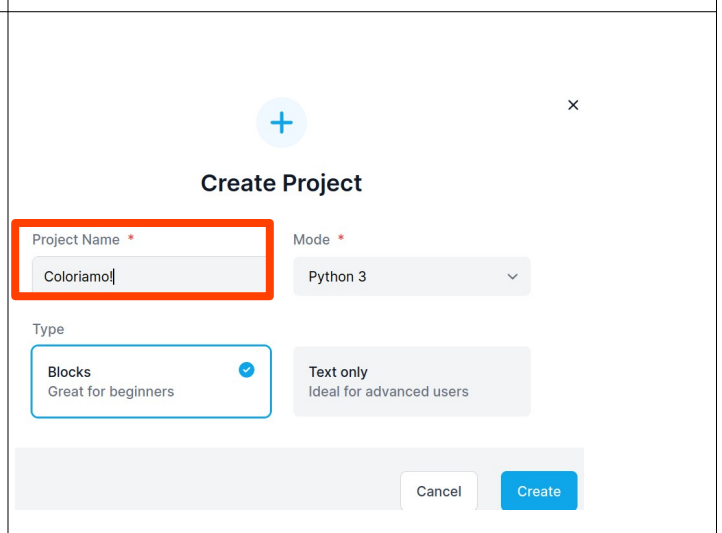 Create Project
Project Name * Mode *
Coloriamo! Python 3
Type
Blocks Text only
Great for beginners Ideal for advanced users
Cancel Create